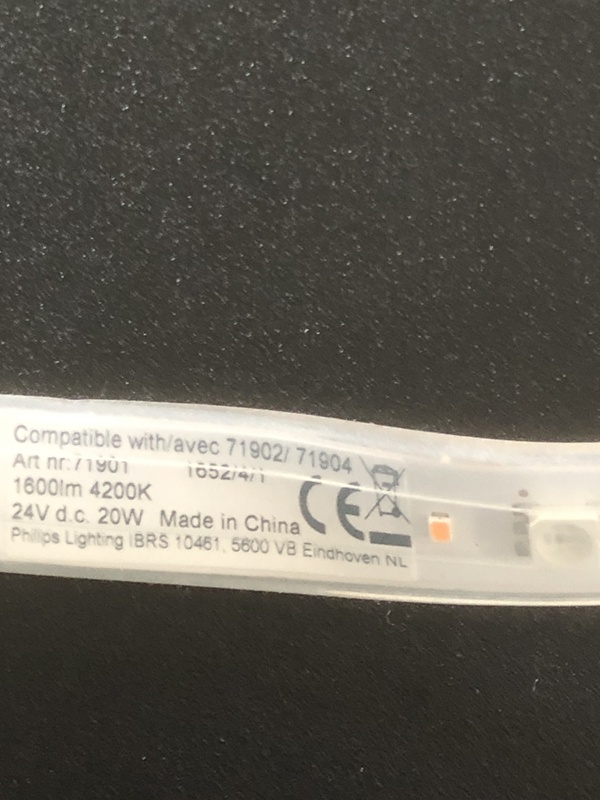 Compatible with/avec 71902/ 71904
Art nr:71901 1652/4/1
1600lm 4200K
24V d.c. 20W Made in China CE
Philips Lighting IBRS 10461, 5600 VB Eindhoven NL